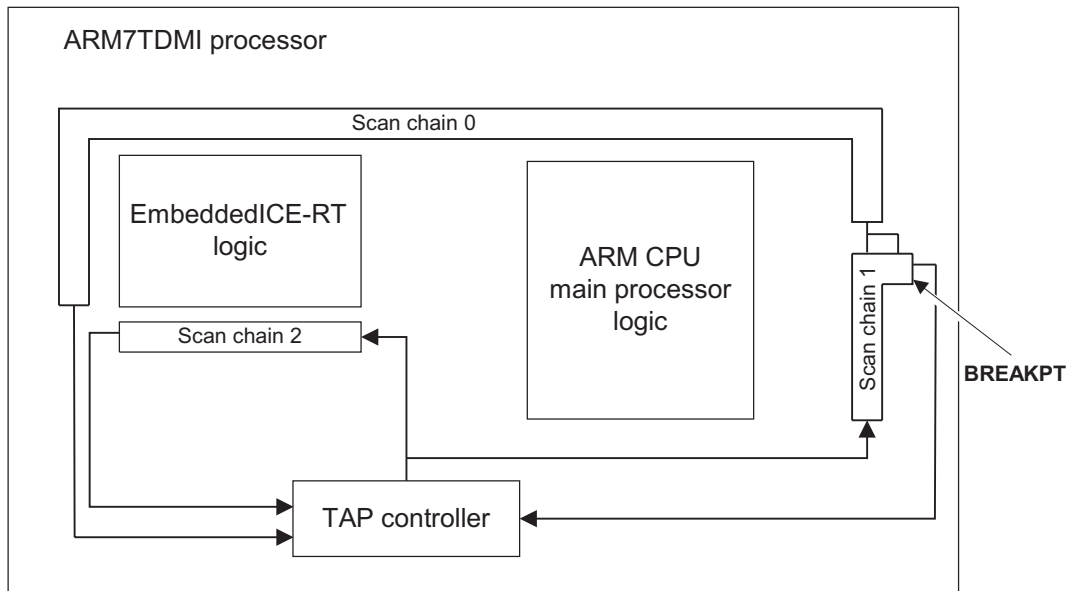 ARM7TDMI processor
Scan chain 0
EmbeddedICE-RT
logic
ARM CPU
main processor
logic
Scan chain 1
Scan chain 2
BREAKPT
TAP controller